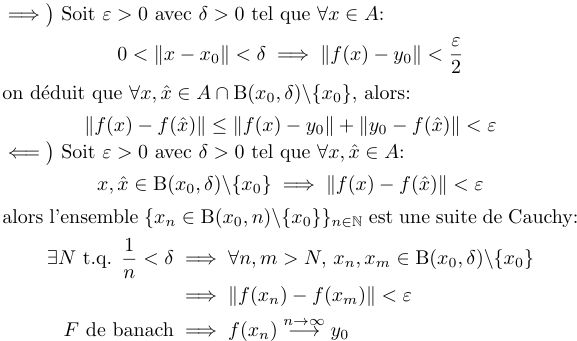 ⟹ ) Soit ε > 0 avec δ > 0 tel que ∀x ∈ A:
0 < ‖x − x₀‖ < δ ⟹ ‖f(x) − y₀‖ < ε/2
on déduit que ∀x, x̂ ∈ A ∩ B(x₀, δ)\{x₀}, alors:
‖f(x) − f(x̂)‖ ≤ ‖f(x) − y₀‖ + ‖y₀ − f(x̂)‖ < ε
⟸ ) Soit ε > 0 avec δ > 0 tel que ∀x, x̂ ∈ A:
x, x̂ ∈ B(x₀, δ)\{x₀} ⟹ ‖f(x) − f(x̂)‖ < ε
alors l'ensemble {xₙ ∈ B(x₀, n)\{x₀}}ₙ∈ℕ est une suite de Cauchy:
∃N t.q. 1/n < δ ⟹ ∀n, m > N, xₙ, xₘ ∈ B(x₀, δ)\{x₀}
⟹ ‖f(xₙ) − f(xₘ)‖ < ε
F de banach ⟹ f(xₙ) n→∞ ⟶ y₀